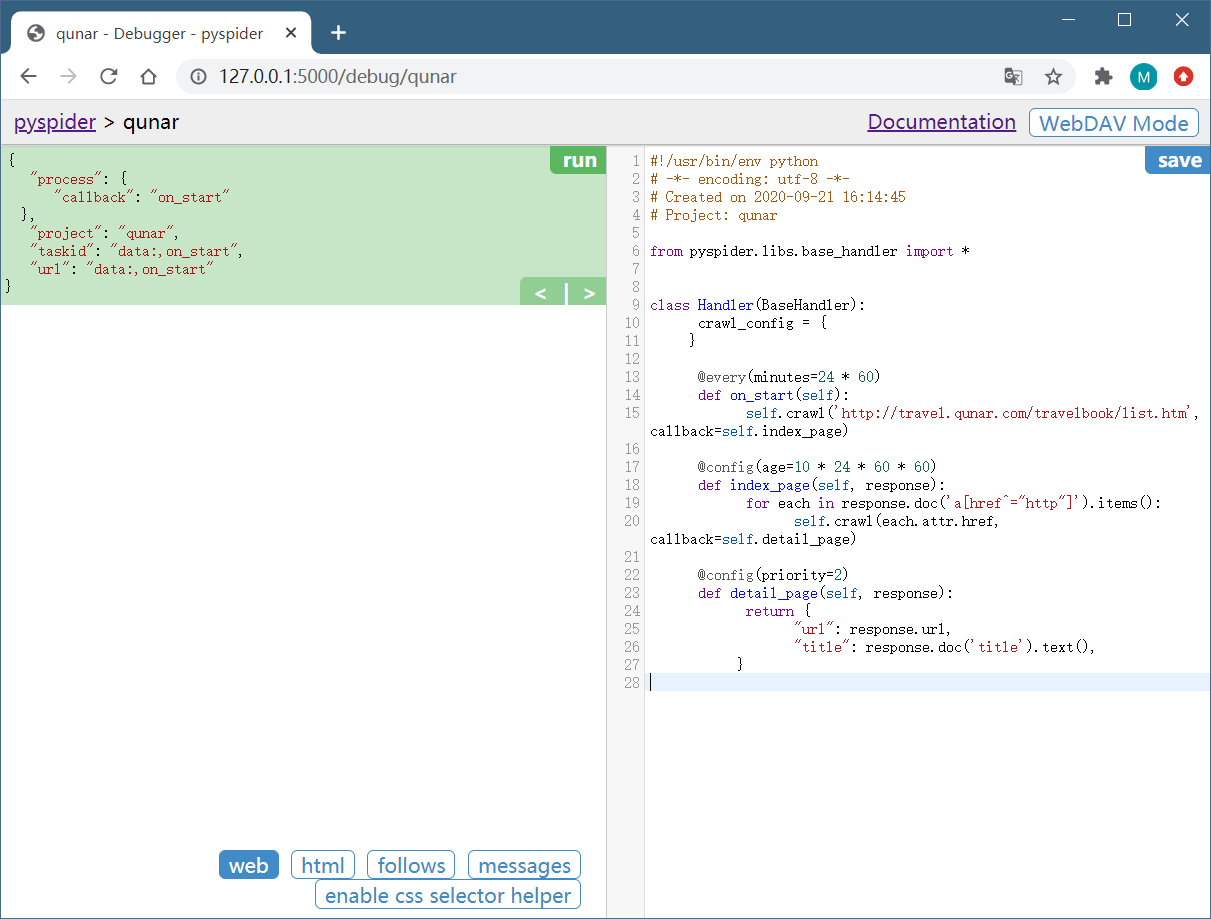 qunar - Debugger - pyspider
127.0.0.1:5000/debug/qunar
M
pyspider > qunar
Documentation
WebDAV Mode
{
"process": {
"callback": "on_start"
},
"project": "qunar",
"taskid": "data:,on_start",
"url": "data:,on_start"
}
run
< | >
web
html
follows
messages
enable css selector helper
save
1 #!/usr/bin/env python
2 # -*- encoding: utf-8 -*-
3 # Created on 2020-09-21 16:14:45
4 # Project: qunar
5
6 from pyspider.libs.base_handler import *
7
8
9 class Handler(BaseHandler):
10 crawl_config = {
11 }
12
13 @every(minutes=24 * 60)
14 def on_start(self):
15 self.crawl('http://travel.qunar.com/travelbook/list.htm',
callback=self.index_page)
16
17 @config(age=10 * 24 * 60 * 60)
18 def index_page(self, response):
19 for each in response.doc('a[href^="http"]').items():
20 self.crawl(each.attr.href,
callback=self.detail_page)
21
22 @config(priority=2)
23 def detail_page(self, response):
24 return {
25 "url": response.url,
26 "title": response.doc('title').text(),
27 }
28